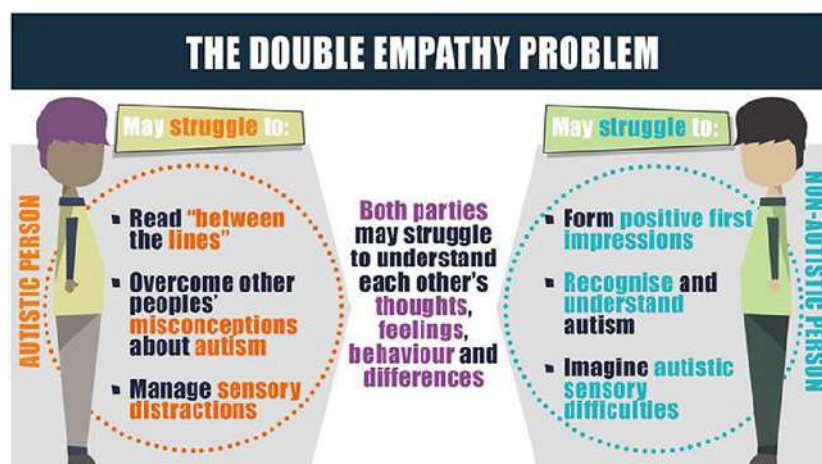 THE DOUBLE EMPATHY PROBLEM
AUTISTIC PERSON
May struggle to:
▪ Read "between
the lines"
▪ Overcome other
peoples'
misconceptions
about autism
▪ Manage sensory
distractions
Both parties
may struggle
to understand
each other's
thoughts,
feelings,
behaviour and
differences
May struggle to:
▪ Form positive first
impressions
▪ Recognise and
understand
autism
▪ Imagine autistic
sensory
difficulties
NON-AUTISTIC PERSON